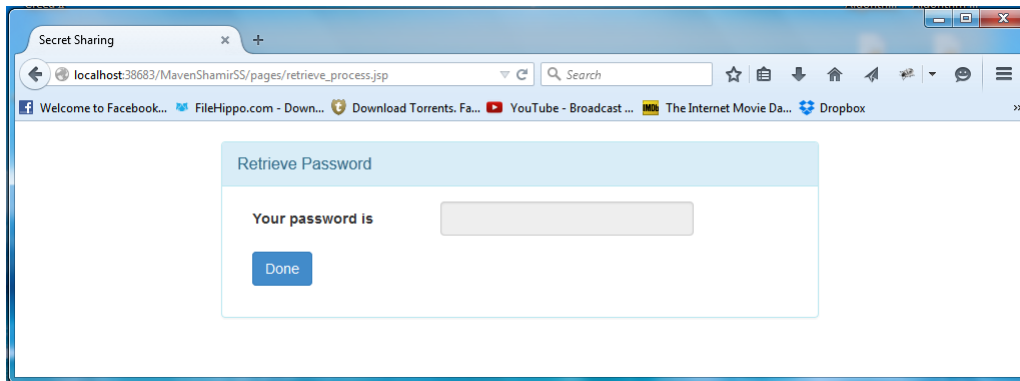 Secret Sharing
localhost:38683/MavenShamirSS/pages/retrieve_process.jsp
Search
Welcome to Facebook... FileHippo.com - Down... Download Torrents. Fa... YouTube - Broadcast ... IMDb The Internet Movie Da... Dropbox
Retrieve Password
Your password is
Done